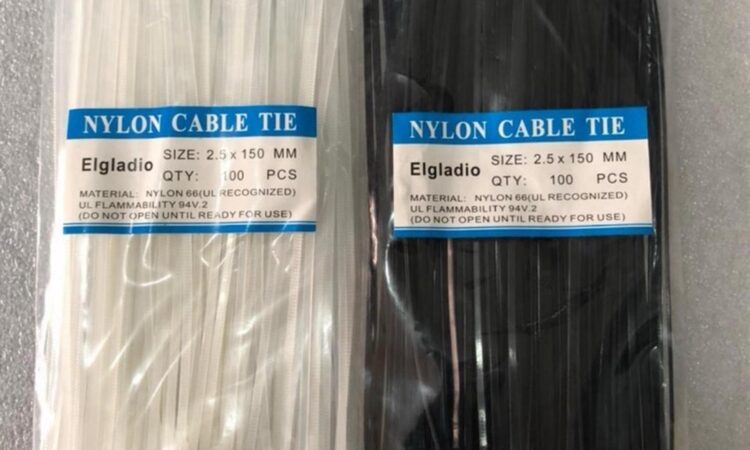 NYLON CABLE TIE
Elgladio
SIZE: 2.5 x 150 MM
QTY: 100 PCS
MATERIAL: NYLON 66(UL RECOGNIZED)
UL FLAMMABILITY 94V.2
(DO NOT OPEN UNTIL READY FOR USE)
NYLON CABLE TIE
Elgladio
SIZE: 2.5 x 150 MM
QTY: 100 PCS
MATERIAL: NYLON 66(UL RECOGNIZED)
UL FLAMMABILITY 94V.2
(DO NOT OPEN UNTIL READY FOR USE)